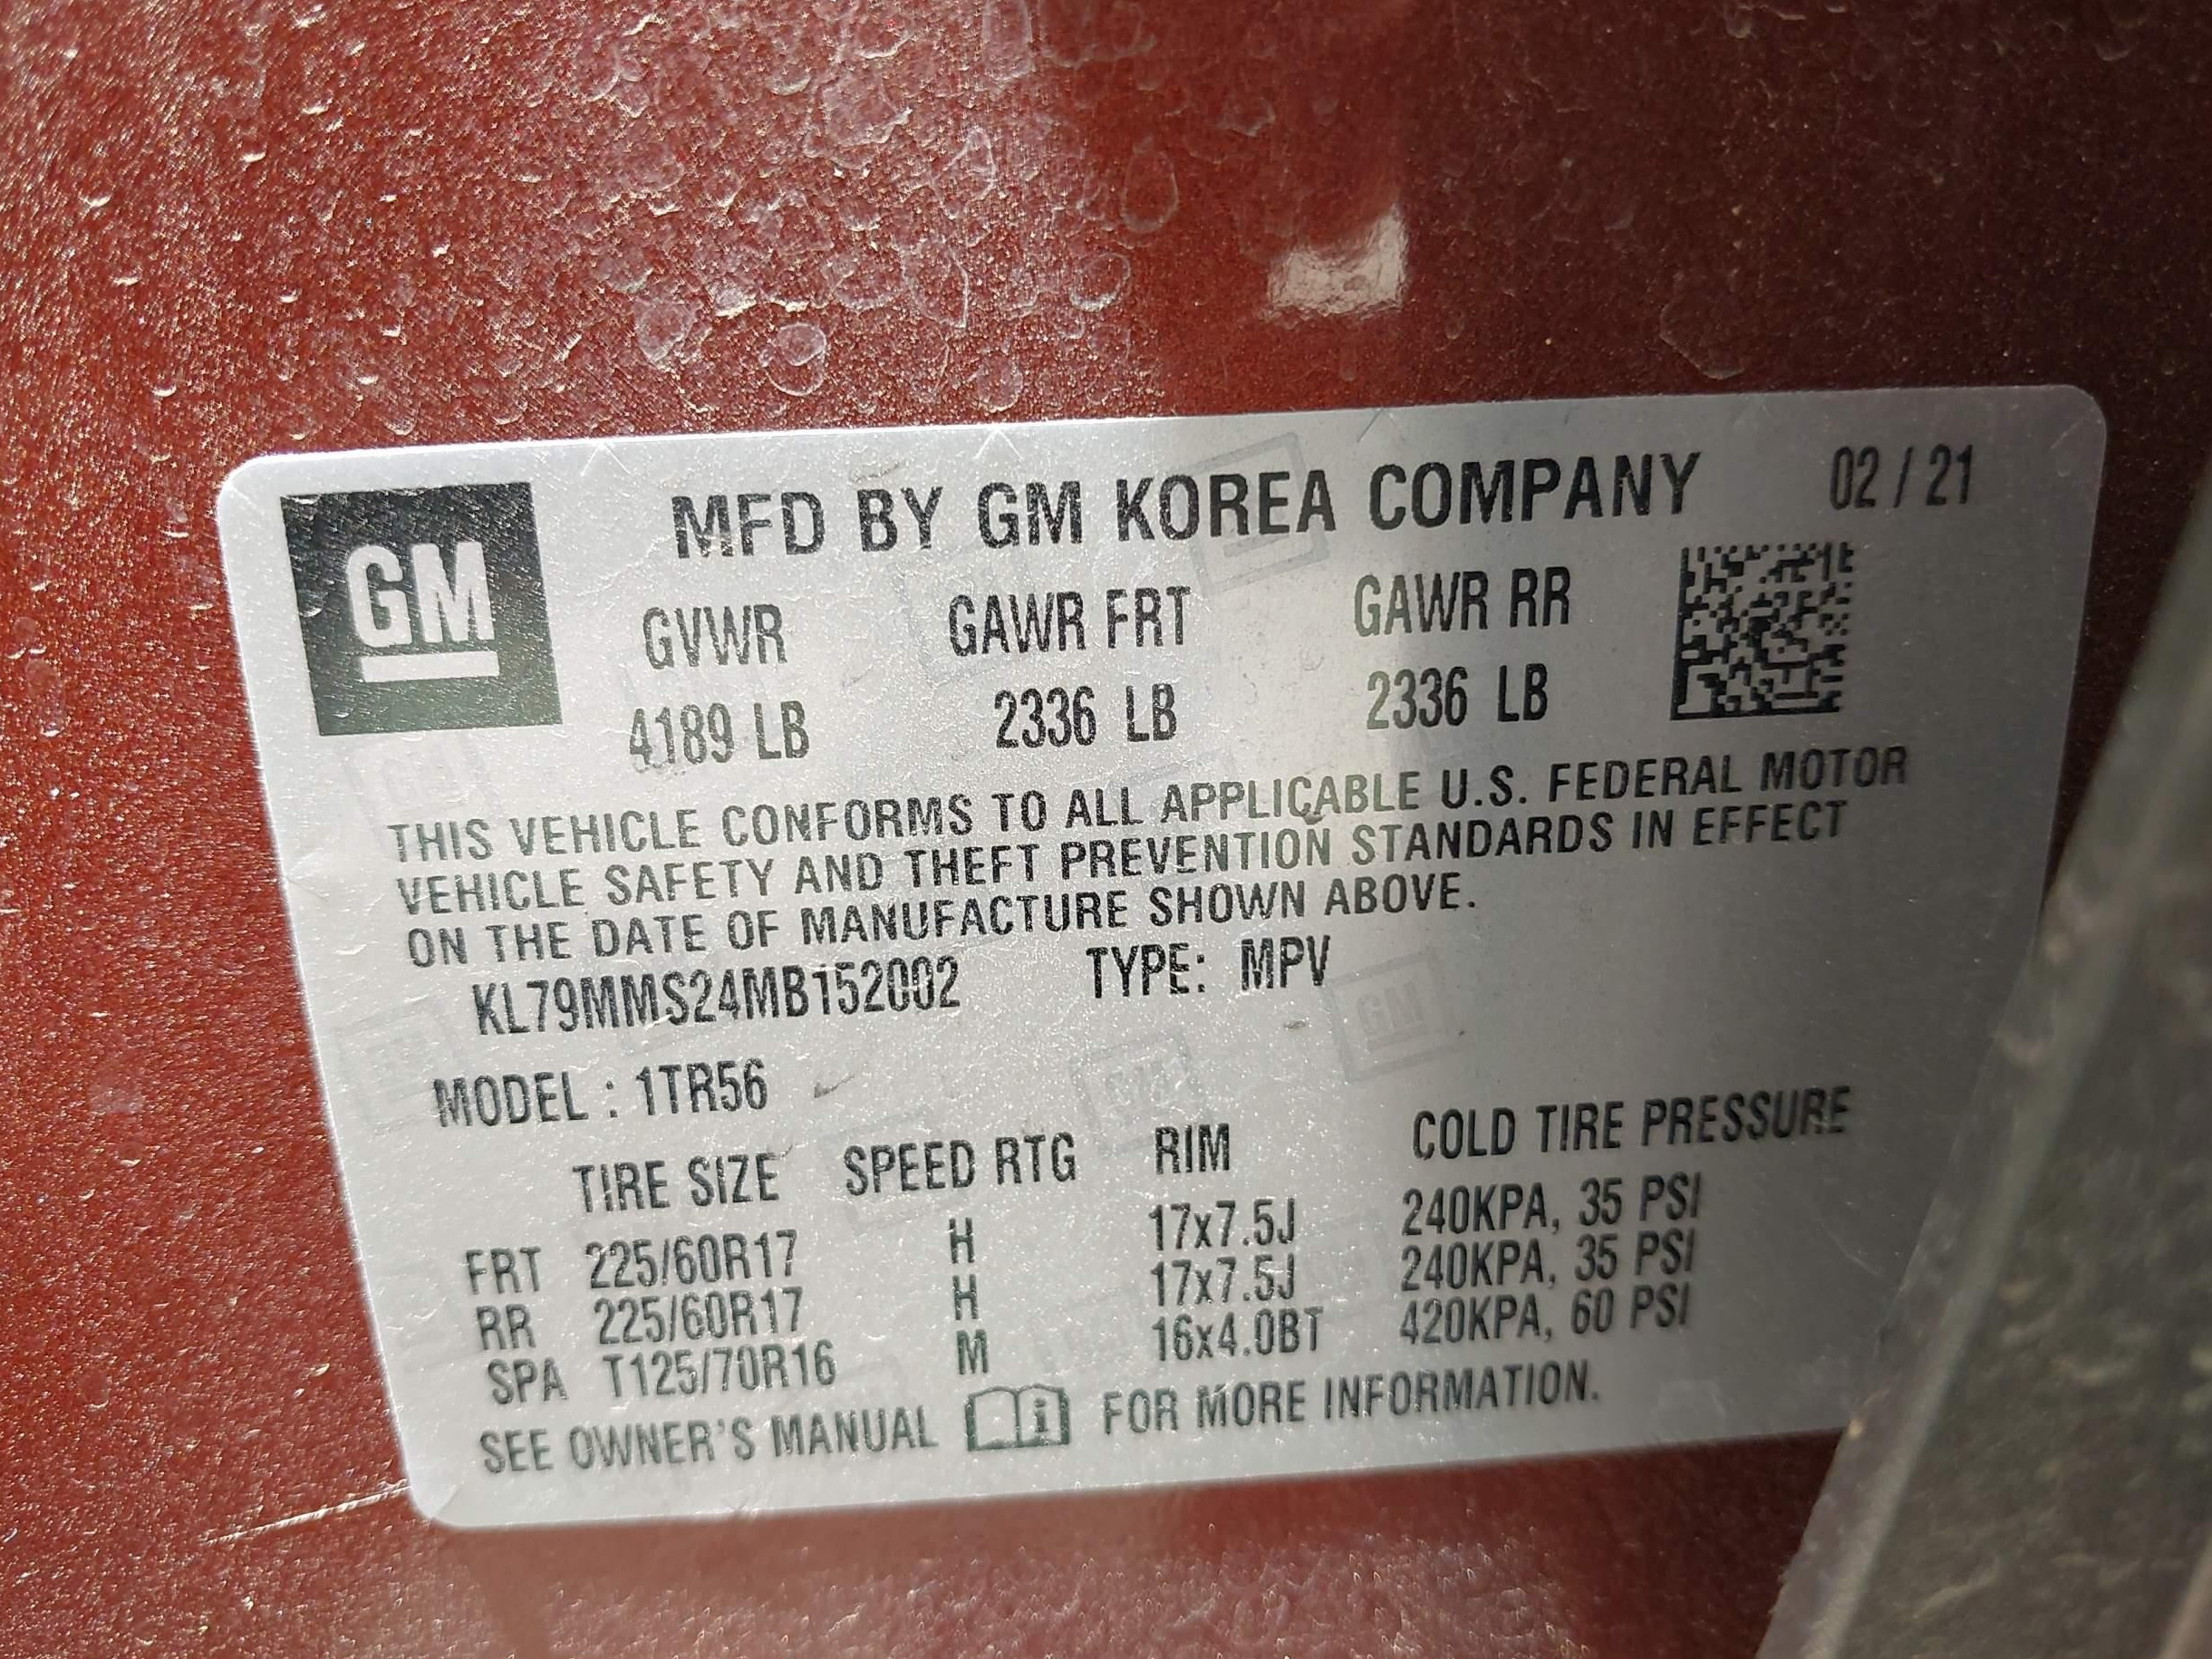 GM
MFD BY GM KOREA COMPANY 02 / 21
GVWR GAWR FRT GAWR RR
4189 LB 2336 LB 2336 LB
THIS VEHICLE CONFORMS TO ALL APPLICABLE U.S. FEDERAL MOTOR
VEHICLE SAFETY AND THEFT PREVENTION STANDARDS IN EFFECT
ON THE DATE OF MANUFACTURE SHOWN ABOVE.
KL79MMS24MB152002 TYPE: MPV
MODEL : 1TR56
TIRE SIZE SPEED RTG RIM COLD TIRE PRESSURE
FRT 225/60R17 H 17x7.5J 240KPA, 35 PSI
RR 225/60R17 H 17x7.5J 240KPA, 35 PSI
SPA T125/70R16 M 16x4.0BT 420KPA, 60 PSI
SEE OWNER'S MANUAL i FOR MORE INFORMATION.